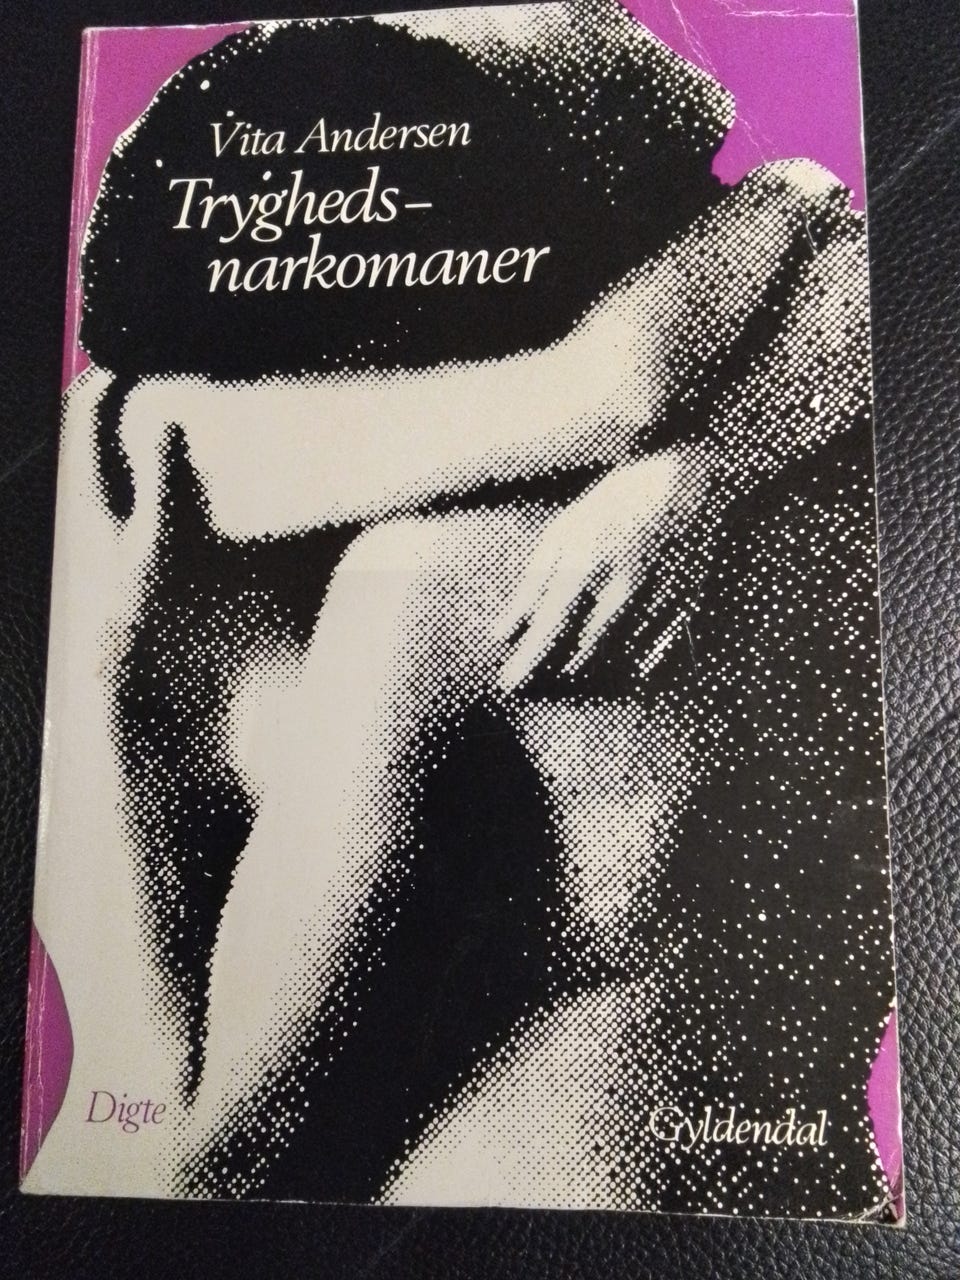 Vita Andersen
Trygheds-
narkomaner
Digte
Gyldendal